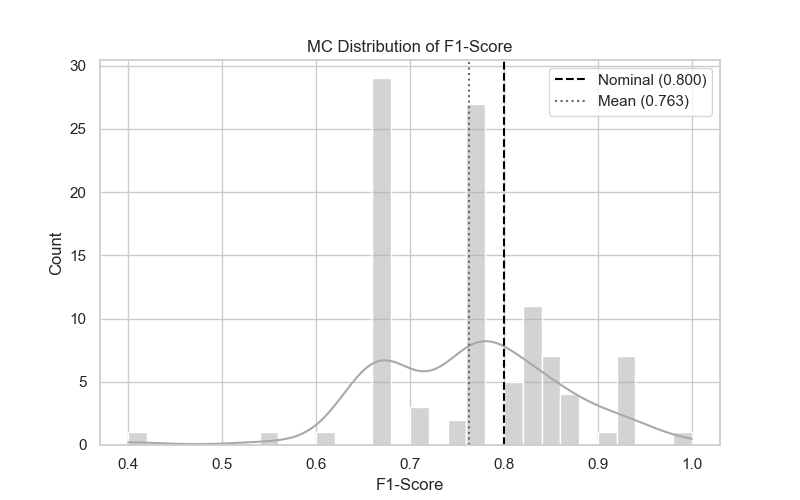 MC Distribution of F1-Score
Nominal (0.800)
Mean (0.763)
Count
30
25
20
15
10
5
0
0.4 0.5 0.6 0.7 0.8 0.9 1.0
F1-Score